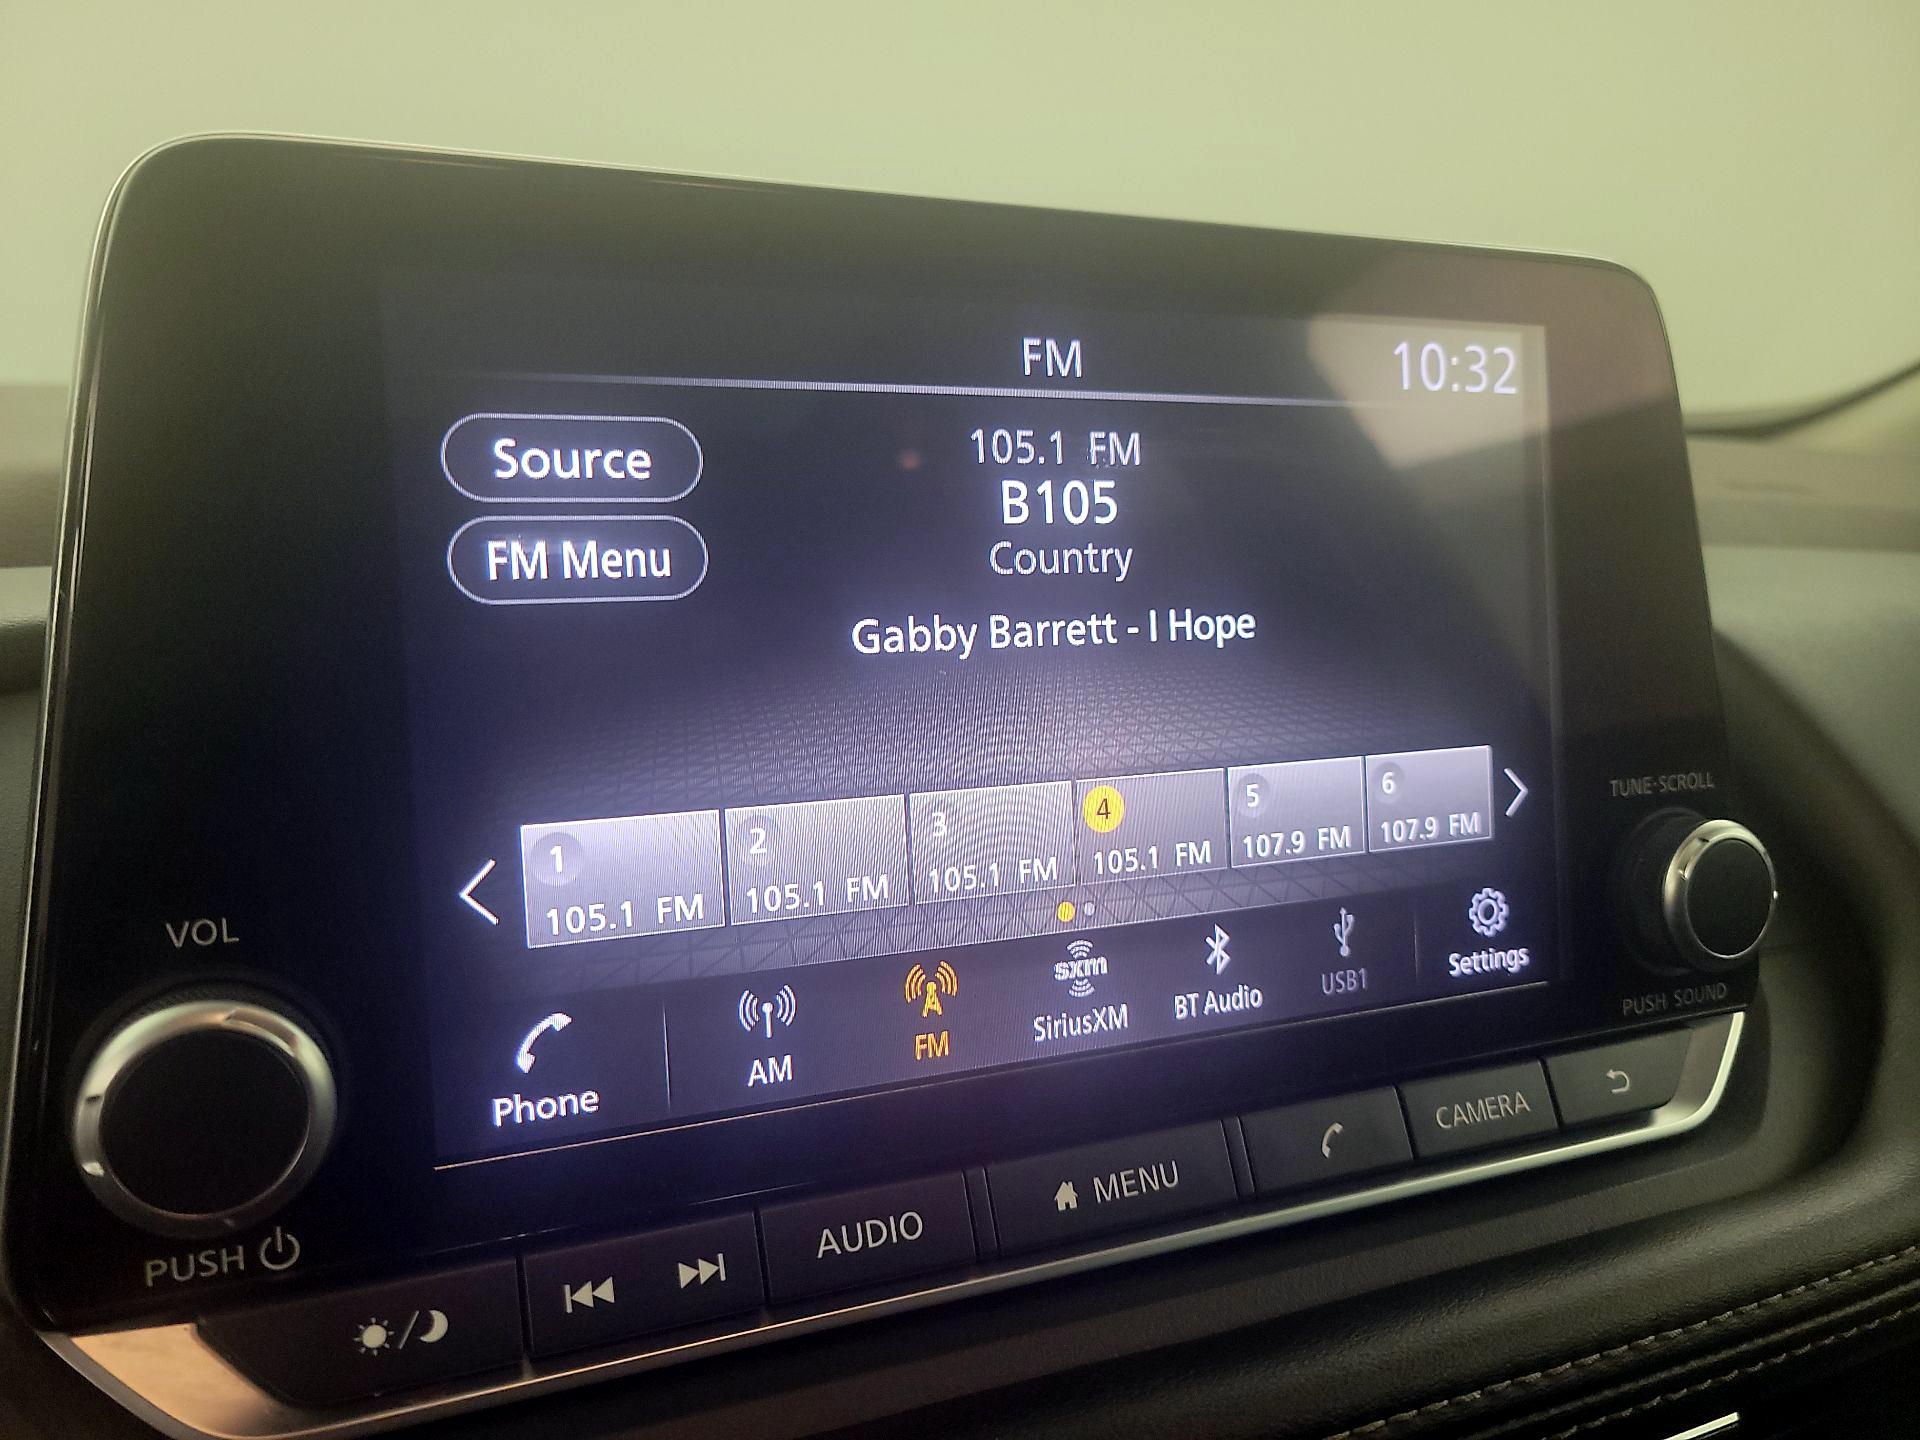 FM
10:32
Source
105.1 FM
B105
FM Menu
Country
Gabby Barrett - I Hope
1
105.1 FM
2
105.1 FM
3
105.1 FM
4
105.1 FM
5
107.9 FM
6
107.9 FM
Phone
AM
FM
sxm
SiriusXM
BT Audio
USB1
Settings
VOL
PUSH
TUNE·SCROLL
PUSH SOUND
AUDIO
MENU
CAMERA